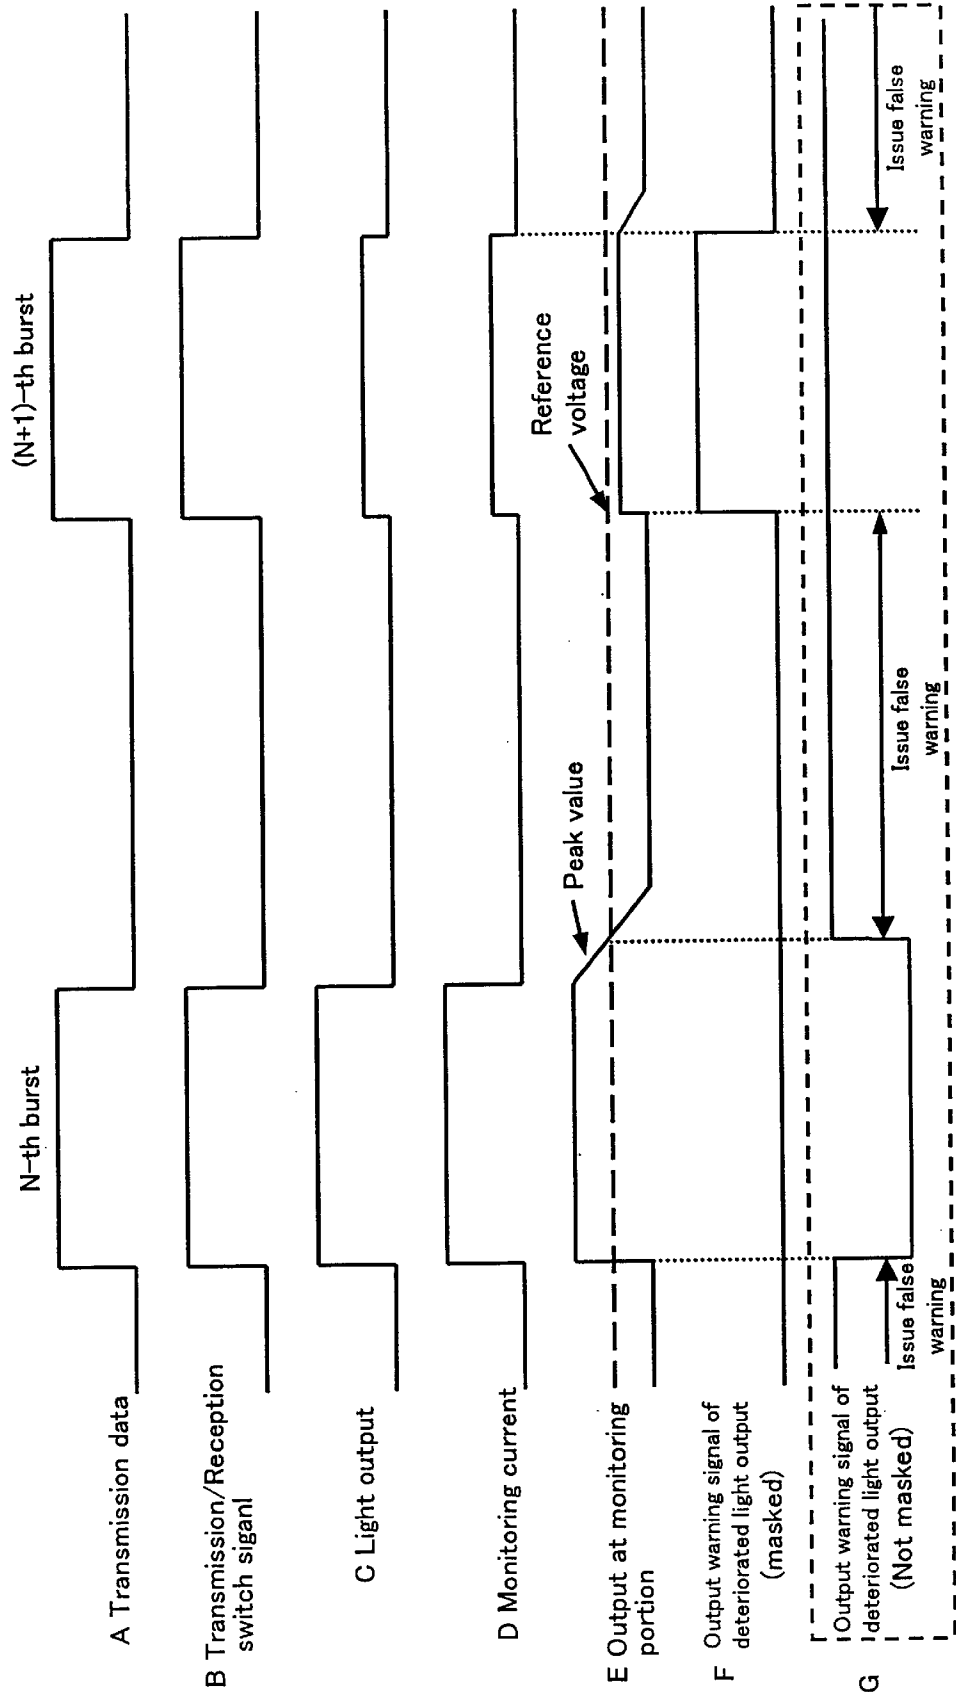 N-th burst
(N+1)-th burst
A Transmission data
B Transmission/Reception
switch siganl
C Light output
D Monitoring current
Peak value
Reference
voltage
E Output at monitoring
portion
F Output warning signal of
deteriorated light output
(masked)
G Output warning signal of
deteriorated light output
(Not masked)
Issue false
warning
Issue false
warning
Issue false
warning